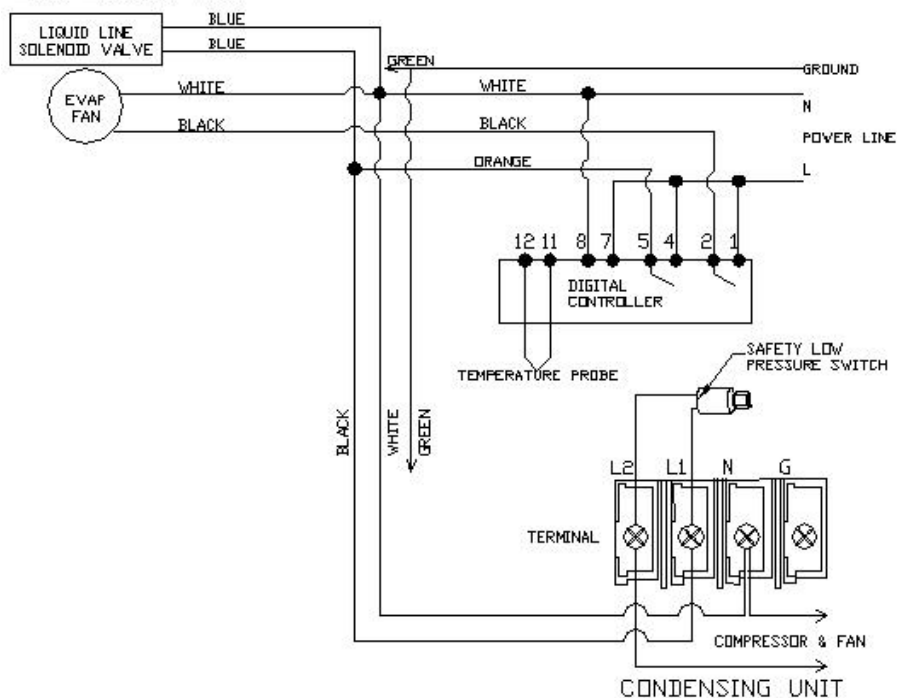 BLUE
LIQUID LINE
SOLENOID VALVE
BLUE
GREEN
GROUND
WHITE
WHITE
N
EVAP
FAN
BLACK
BLACK
POWER LINE
ORANGE
L
12 11 8 7 5 4 2 1
DIGITAL
CONTROLLER
SAFETY LOW
PRESSURE SWITCH
TEMPERATURE PROBE
BLACK
WHITE
GREEN
L2 L1 N G
TERMINAL
COMPRESSOR & FAN
CONDENSING UNIT